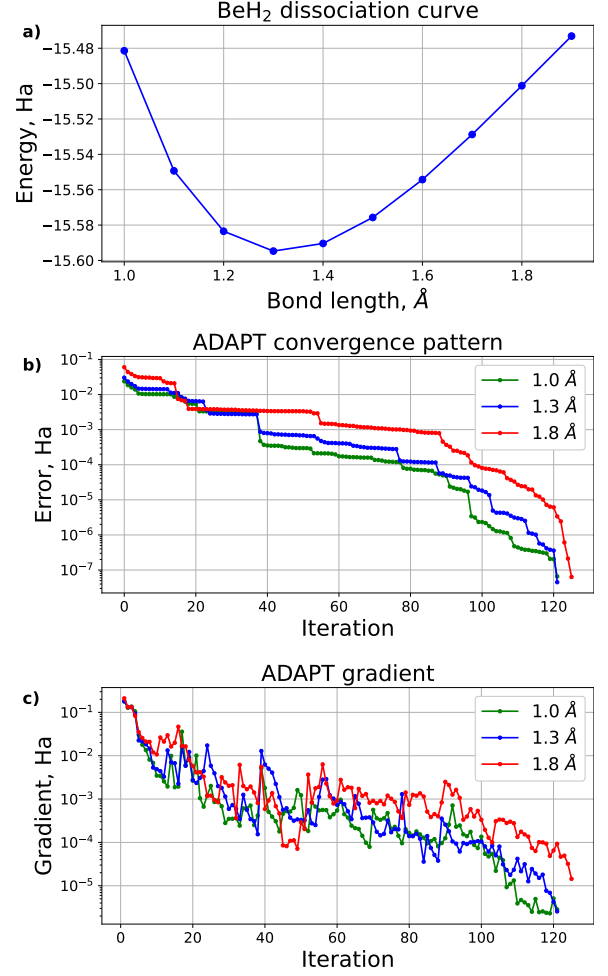 BeH₂ dissociation curve
a)
−15.48
−15.50
−15.52
−15.54
−15.56
−15.58
−15.60
Energy, Ha
1.0 1.2 1.4 1.6 1.8
Bond length, Å
ADAPT convergence pattern
b)
10⁻¹
10⁻²
10⁻³
10⁻⁴
10⁻⁵
10⁻⁶
10⁻⁷
Error, Ha
1.0 Å
1.3 Å
1.8 Å
0 20 40 60 80 100 120
Iteration
ADAPT gradient
c)
10⁻¹
10⁻²
10⁻³
10⁻⁴
10⁻⁵
Gradient, Ha
1.0 Å
1.3 Å
1.8 Å
0 20 40 60 80 100 120
Iteration